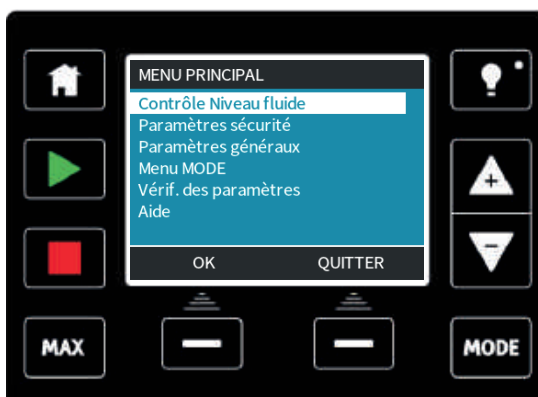 MENU PRINCIPAL
Contrôle Niveau fluide
Paramètres sécurité
Paramètres généraux
Menu MODE
Vérif. des paramètres
Aide
OK QUITTER
MAX MODE